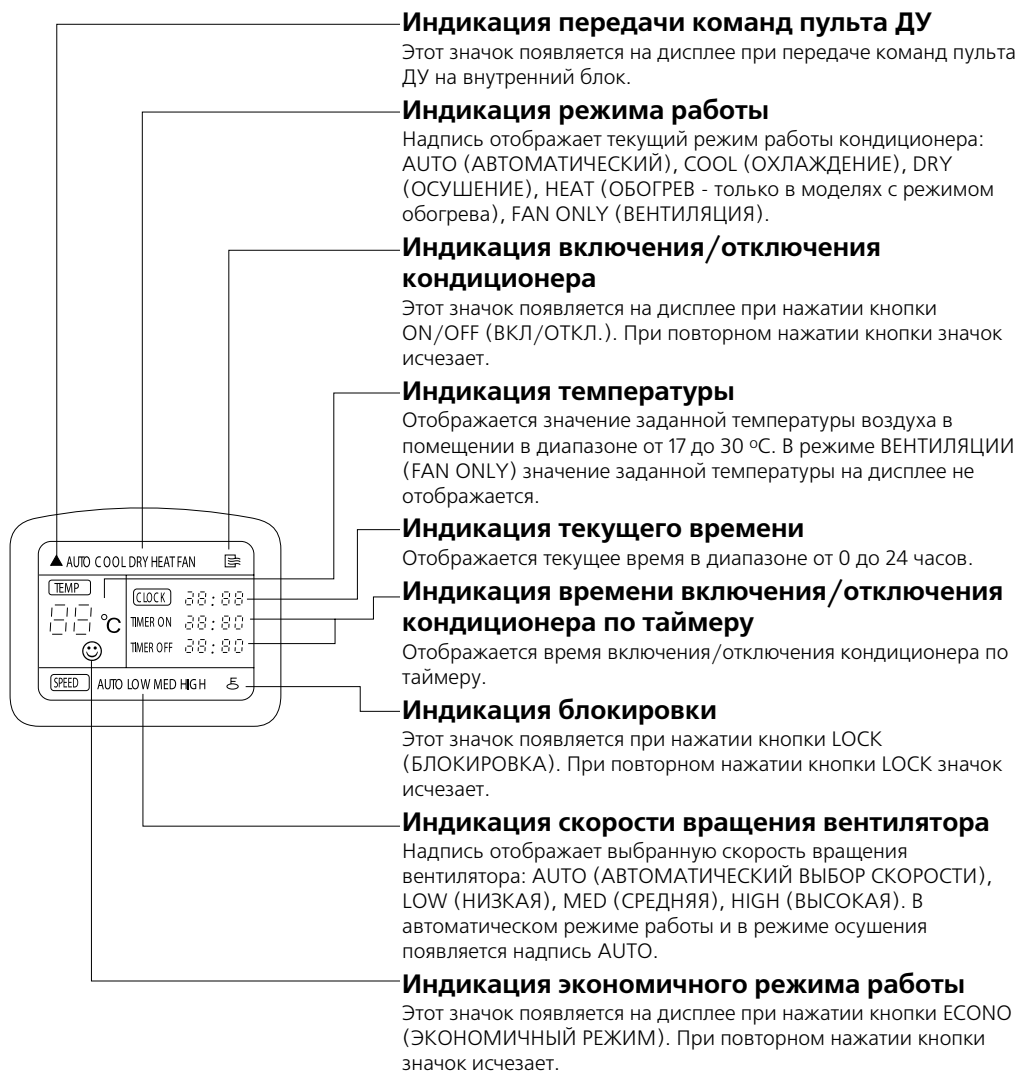 Индикация передачи команд пульта ДУ
Этот значок появляется на дисплее при передаче команд пульта
ДУ на внутренний блок.
Индикация режима работы
Надпись отображает текущий режим работы кондиционера:
AUTO (АВТОМАТИЧЕСКИЙ), COOL (ОХЛАЖДЕНИЕ), DRY
(ОСУШЕНИЕ), HEAT (ОБОГРЕВ - только в моделях с режимом
обогрева), FAN ONLY (ВЕНТИЛЯЦИЯ).
Индикация включения/отключения
кондиционера
Этот значок появляется на дисплее при нажатии кнопки
ON/OFF (ВКЛ/ОТКЛ.). При повторном нажатии кнопки значок
исчезает.
Индикация температуры
Отображается значение заданной температуры воздуха в
помещении в диапазоне от 17 до 30 ºС. В режиме ВЕНТИЛЯЦИИ
(FAN ONLY) значение заданной температуры на дисплее не
отображается.
Индикация текущего времени
Отображается текущее время в диапазоне от 0 до 24 часов.
Индикация времени включения/отключения
кондиционера по таймеру
Отображается время включения/отключения кондиционера по
таймеру.
Индикация блокировки
Этот значок появляется при нажатии кнопки LOCK
(БЛОКИРОВКА). При повторном нажатии кнопки LOCK значок
исчезает.
Индикация скорости вращения вентилятора
Надпись отображает выбранную скорость вращения
вентилятора: AUTO (АВТОМАТИЧЕСКИЙ ВЫБОР СКОРОСТИ),
LOW (НИЗКАЯ), MED (СРЕДНЯЯ), HIGH (ВЫСОКАЯ). В
автоматическом режиме работы и в режиме осушения
появляется надпись AUTO.
Индикация экономичного режима работы
Этот значок появляется на дисплее при нажатии кнопки ECONO
(ЭКОНОМИЧНЫЙ РЕЖИМ). При повторном нажатии кнопки
значок исчезает.
AUTO COOL DRY HEAT FAN
TEMP
88 °C
CLOCK 38:88
TIMER ON 38:80
TIMER OFF 38:80
SPEED AUTO LOW MED HIGH